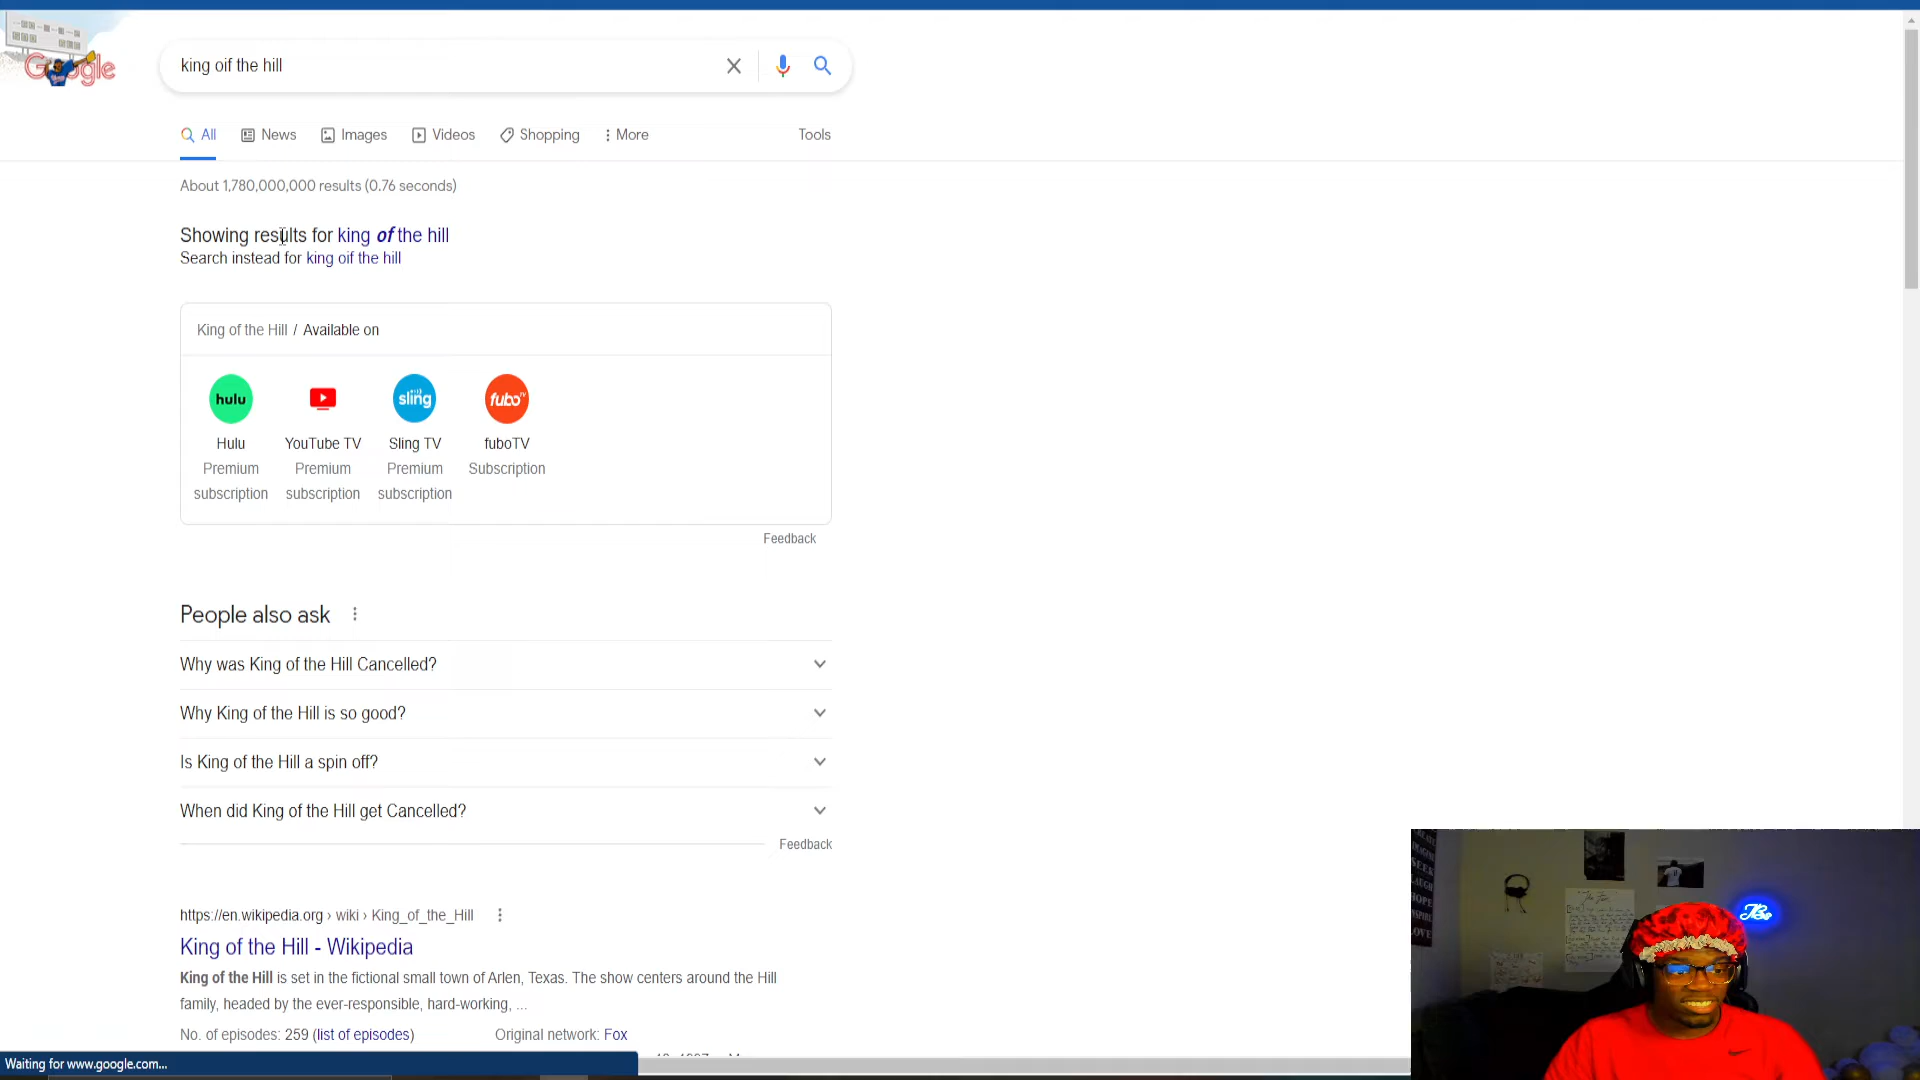 Google
king oif the hill
All News Images Videos Shopping More Tools
About 1,780,000,000 results (0.76 seconds)
Showing results for king of the hill
Search instead for king oif the hill
King of the Hill / Available on
hulu sling fuboTV
Hulu YouTube TV Sling TV fuboTV
Premium Premium Premium Subscription
subscription subscription subscription
Feedback
People also ask
Why was King of the Hill Cancelled?
Why King of the Hill is so good?
Is King of the Hill a spin off?
When did King of the Hill get Cancelled?
Feedback
https://en.wikipedia.org › wiki › King_of_the_Hill
King of the Hill - Wikipedia
King of the Hill is set in the fictional small town of Arlen, Texas. The show centers around the Hill
family, headed by the ever-responsible, hard-working, ...
No. of episodes: 259 (list of episodes) Original network: Fox
Waiting for www.google.com...
LAUGH
HOPE
LOVE